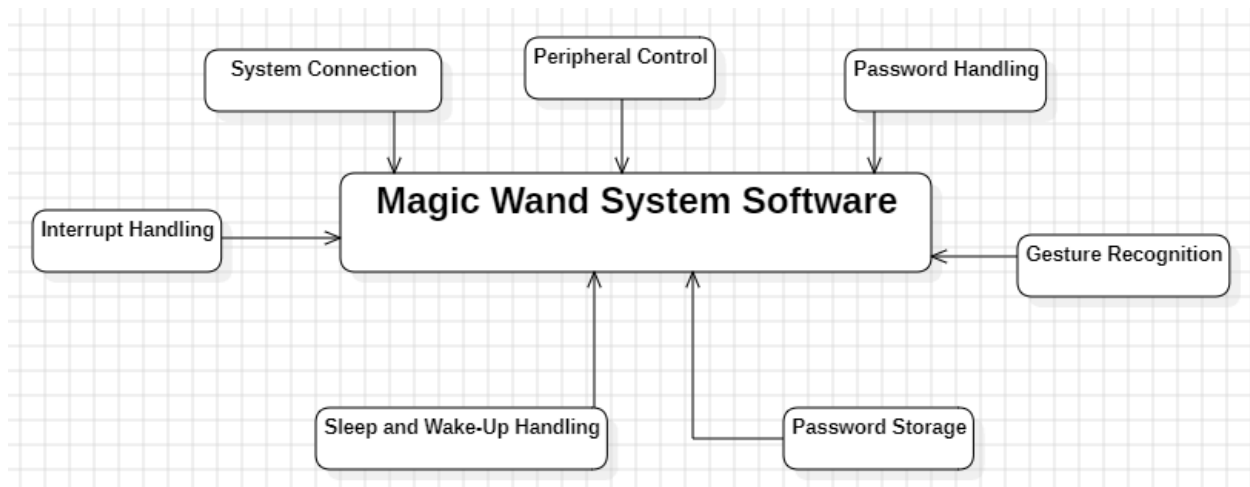 System Connection
Peripheral Control
Password Handling
Magic Wand System Software
Interrupt Handling
Gesture Recognition
Sleep and Wake-Up Handling
Password Storage